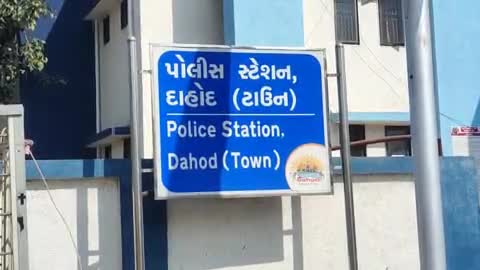 પોલીસ સ્ટેશન,
દાહોદ (ટાઉન)
Police Station,
Dahod (Town)